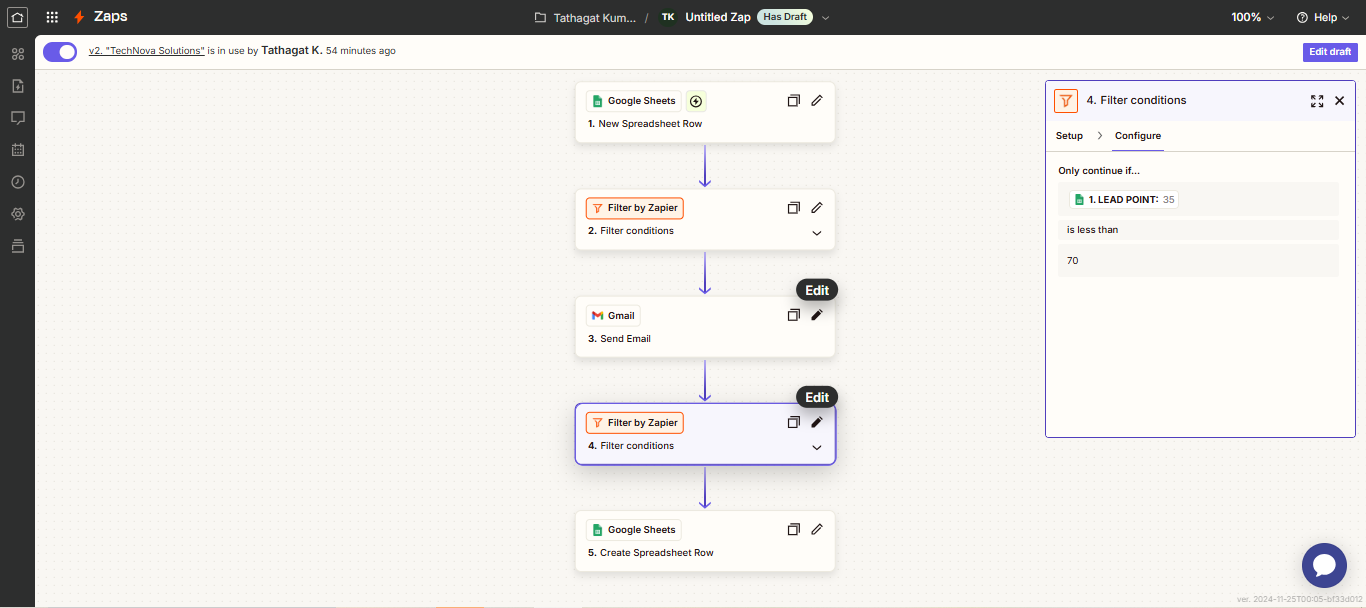 Zaps
Tathagat Kum... / TK Untitled Zap Has Draft
100% Help
v2. "TechNova Solutions" is in use by Tathagat K. 54 minutes ago
Edit draft
Google Sheets
1. New Spreadsheet Row
Filter by Zapier
2. Filter conditions
Edit
Gmail
3. Send Email
Edit
Filter by Zapier
4. Filter conditions
Google Sheets
5. Create Spreadsheet Row
4. Filter conditions
Setup Configure
Only continue if...
1. LEAD POINT: 35
is less than
70
ver. 2024-11-25T00:05-bf33d012